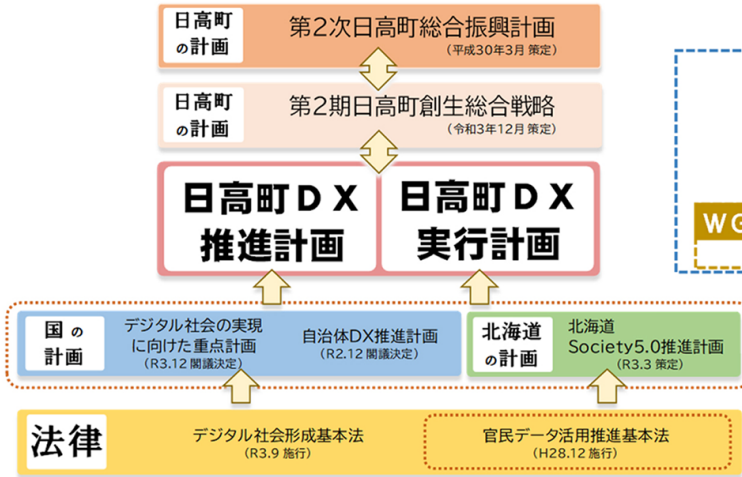 日高町
の計画
第2次日高町総合振興計画
(平成30年3月 策定)
日高町
の計画
第2期日高町創生総合戦略
(令和3年12月 策定)
日高町DX
推進計画
日高町DX
実行計画
WG
国の
計画
デジタル社会の実現
に向けた重点計画
(R3.12 閣議決定)
自治体DX推進計画
(R2.12 閣議決定)
北海道
の計画
北海道
Society5.0推進計画
(R3.3 策定)
法律
デジタル社会形成基本法
(R3.9 施行)
官民データ活用推進基本法
(H28.12 施行)